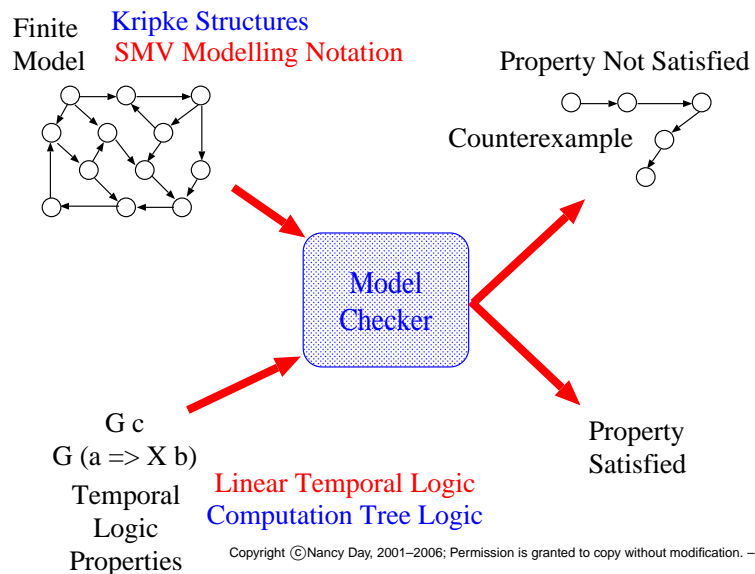 Finite
Model
Kripke Structures
SMV Modelling Notation
Property Not Satisfied
Counterexample
Model
Checker
G c
G (a => X b)
Temporal
Logic
Properties
Linear Temporal Logic
Computation Tree Logic
Property
Satisfied
Copyright ©Nancy Day, 2001–2006; Permission is granted to copy without modification. –